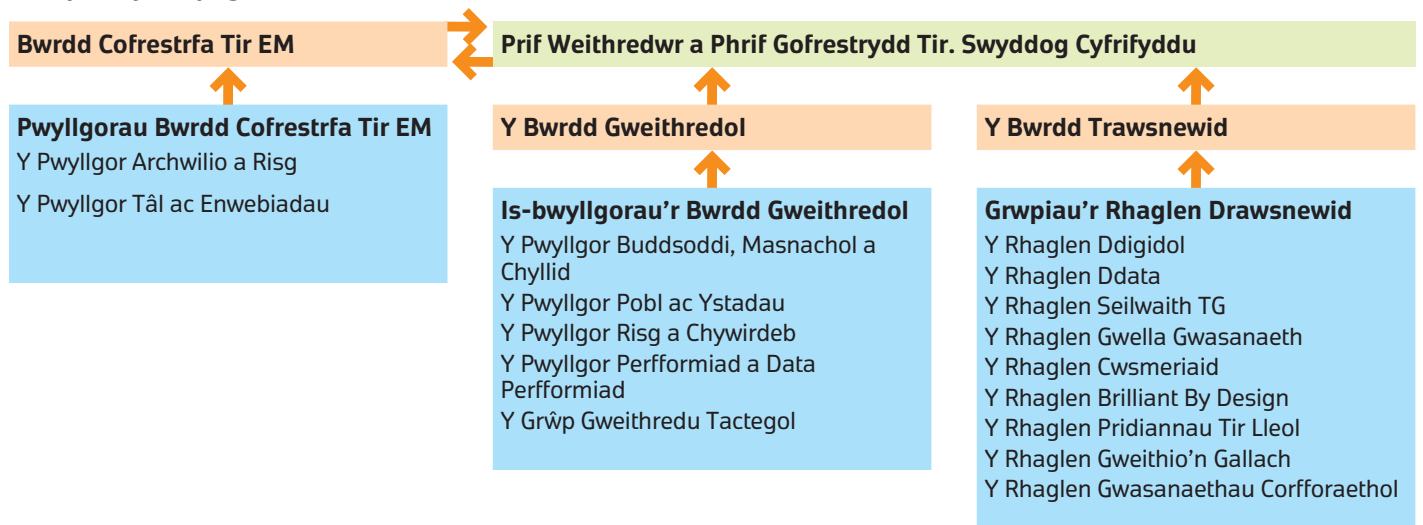 Bwrdd Cofrestrfa Tir EM
Prif Weithredwr a Phrif Gofrestrydd Tir. Swyddog Cyfrifyddu
Pwyllgorau Bwrdd Cofrestrfa Tir EM
Y Pwyllgor Archwilio a Risg
Y Pwyllgor Tâl ac Enwebiadau
Y Bwrdd Gweithredol
Is-bwyllgorau'r Bwrdd Gweithredol
Y Pwyllgor Buddsoddi, Masnachol a
Chyllid
Y Pwyllgor Pobl ac Ystadau
Y Pwyllgor Risg a Chywirdeb
Y Pwyllgor Perfformiad a Data
Perfformiad
Y Grŵp Gweithredu Tactegol
Y Bwrdd Trawsnewid
Grwpiau'r Rhaglen Drawsnewid
Y Rhaglen Ddigidol
Y Rhaglen Ddata
Y Rhaglen Seilwaith TG
Y Rhaglen Gwella Gwasanaeth
Y Rhaglen Cwsmeriaid
Y Rhaglen Brilliant By Design
Y Rhaglen Pridiannau Tir Lleol
Y Rhaglen Gweithio'n Gallach
Y Rhaglen Gwasanaethau Corfforaethol